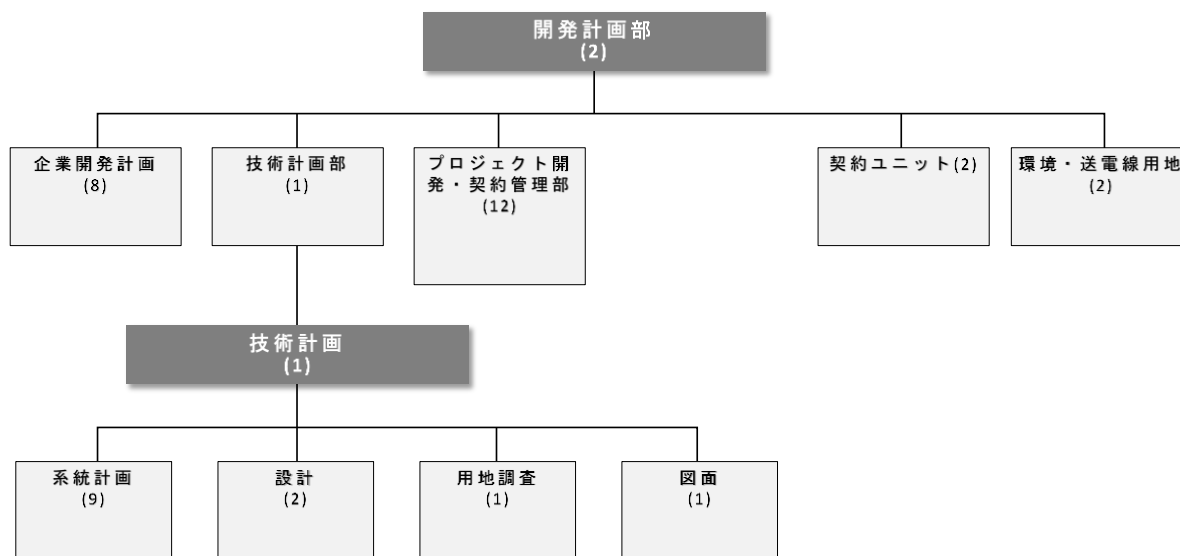 開発計画部
(2)
企業開発計画
(8)
技術計画部
(1)
プロジェクト開
発・契約管理部
(12)
契約ユニット(2)
環境・送電線用地
(2)
技術計画
(1)
系統計画
(9)
設計
(2)
用地調査
(1)
図面
(1)